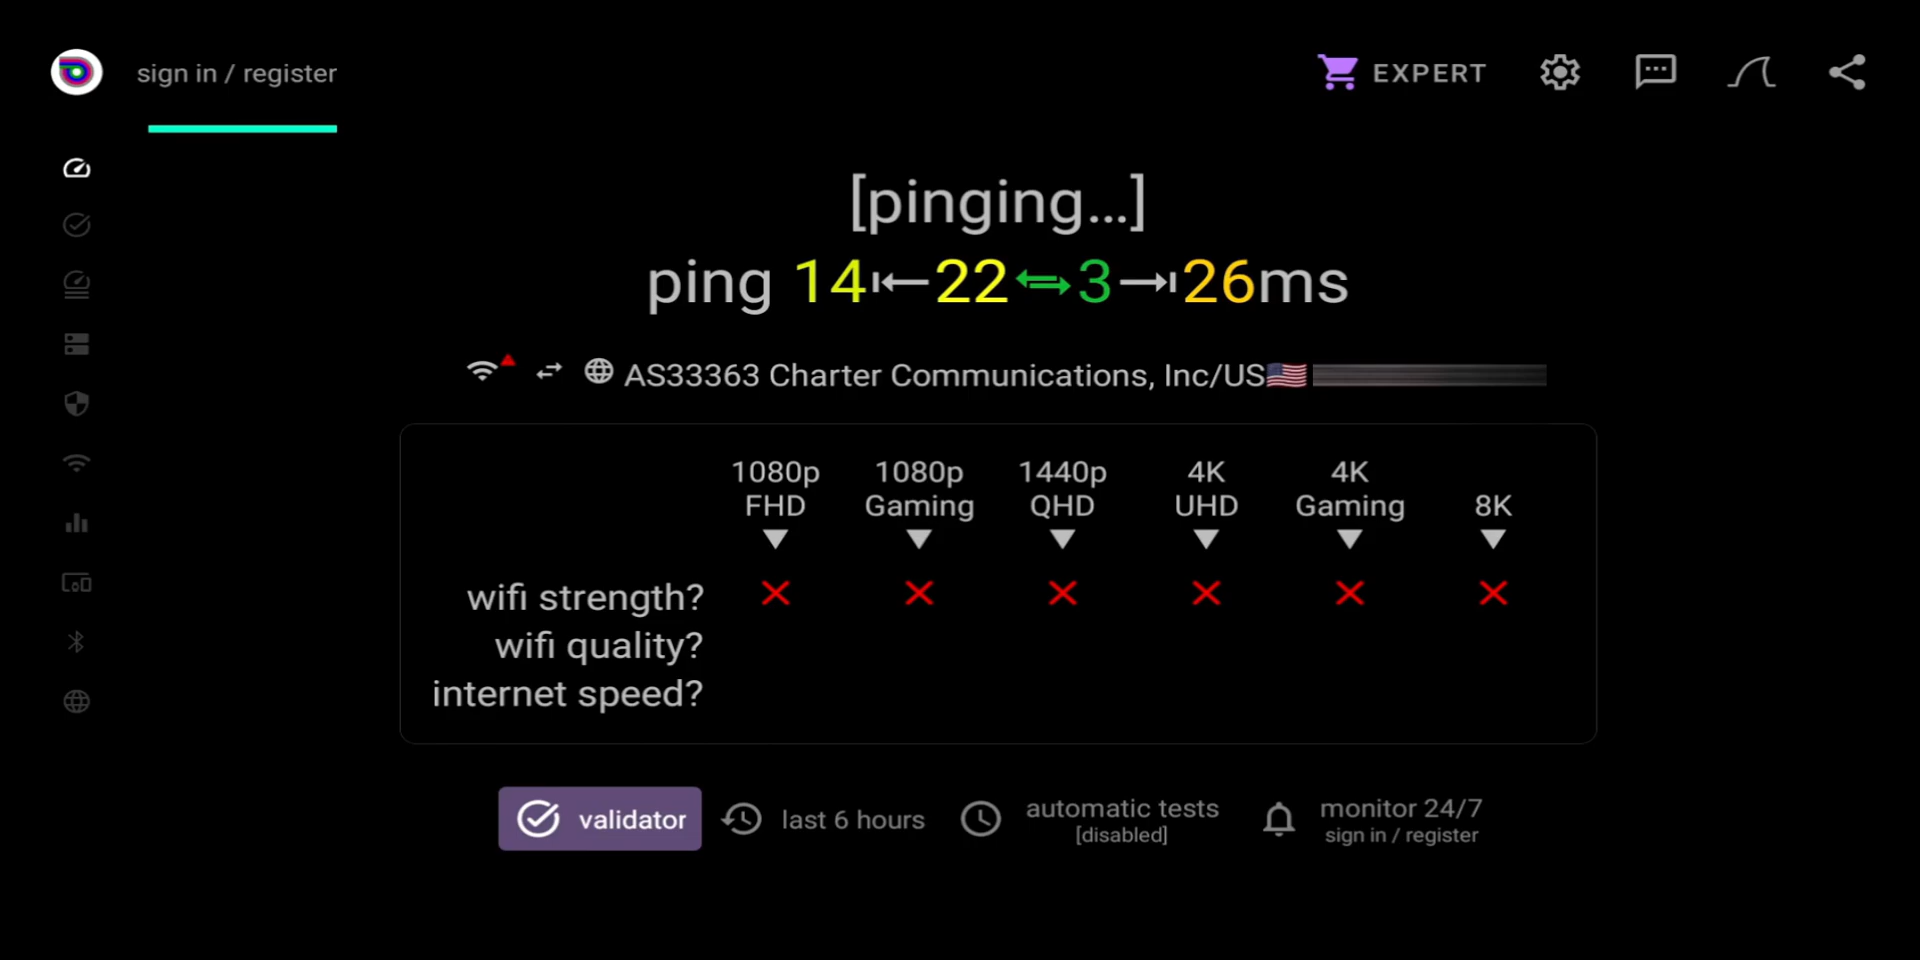 sign in / register
EXPERT
[pinging...]
ping 14 22 3 26ms
AS33363 Charter Communications, Inc/US
1080p FHD
1080p Gaming
1440p QHD
4K UHD
4K Gaming
8K
wifi strength?
wifi quality?
internet speed?
validator
last 6 hours
automatic tests
[disabled]
monitor 24/7
sign in / register